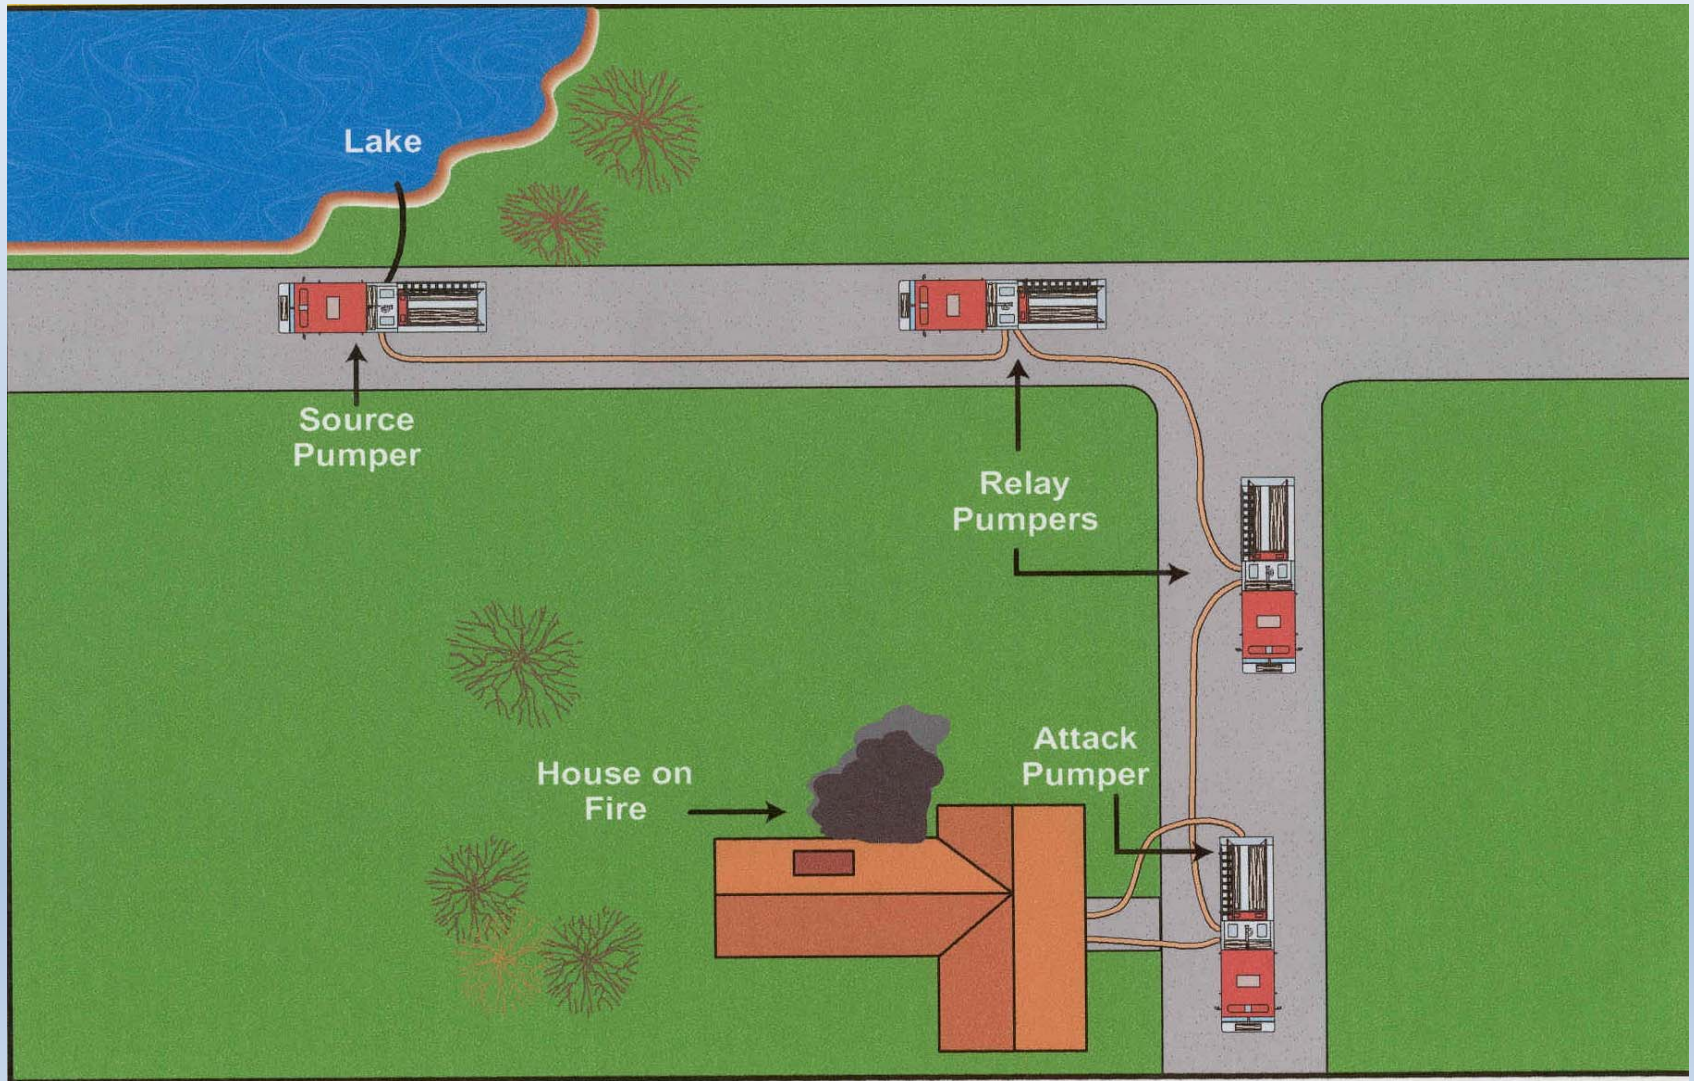 Lake
Source
Pumper
Relay
Pumpers
Attack
Pumper
House on
Fire